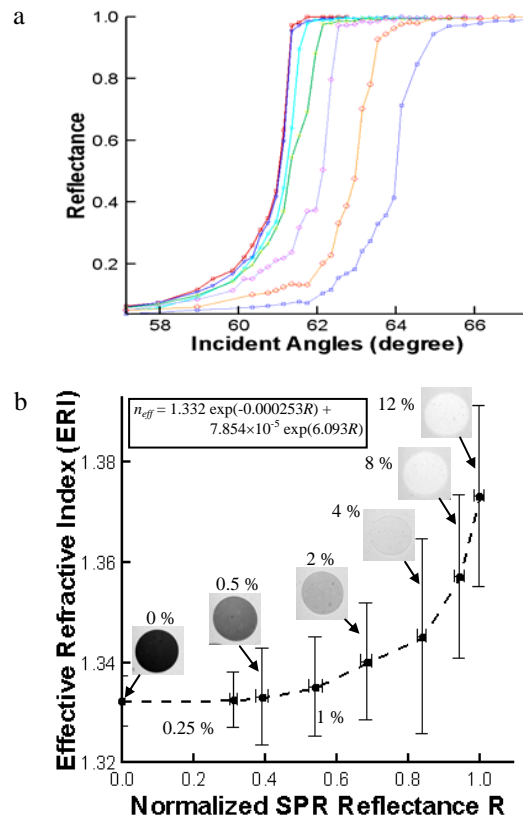 a
1.0
0.8
0.6
0.4
0.2
Reflectance
58 60 62 64 66
Incident Angles (degree)
b
n_eff = 1.332 exp(-0.000253R) +
7.854×10⁻⁵ exp(6.093R)
12 %
8 %
4 %
2 %
0.5 %
0 %
0.25 %
1 %
1.38
1.36
1.34
1.32
Effective Refractive Index (ERI)
0.0 0.2 0.4 0.6 0.8 1.0
Normalized SPR Reflectance R